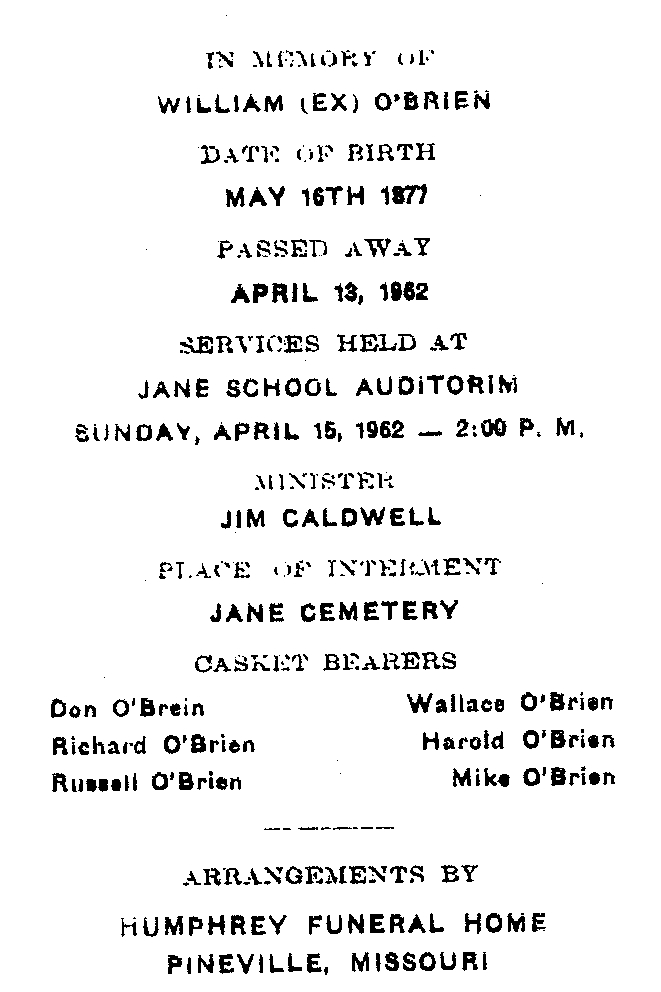 IN MEMORY OF
WILLIAM (EX) O'BRIEN
DATE OF BIRTH
MAY 16TH 1877
PASSED AWAY
APRIL 13, 1962
SERVICES HELD AT
JANE SCHOOL AUDITORIM
SUNDAY, APRIL 15, 1962 — 2:00 P. M.
MINISTER
JIM CALDWELL
PLACE OF INTERMENT
JANE CEMETERY
CASKET BEARERS
Don O'Brein Wallace O'Brien
Richard O'Brien Harold O'Brien
Russell O'Brien Mike O'Brien
ARRANGEMENTS BY
HUMPHREY FUNERAL HOME
PINEVILLE, MISSOURI